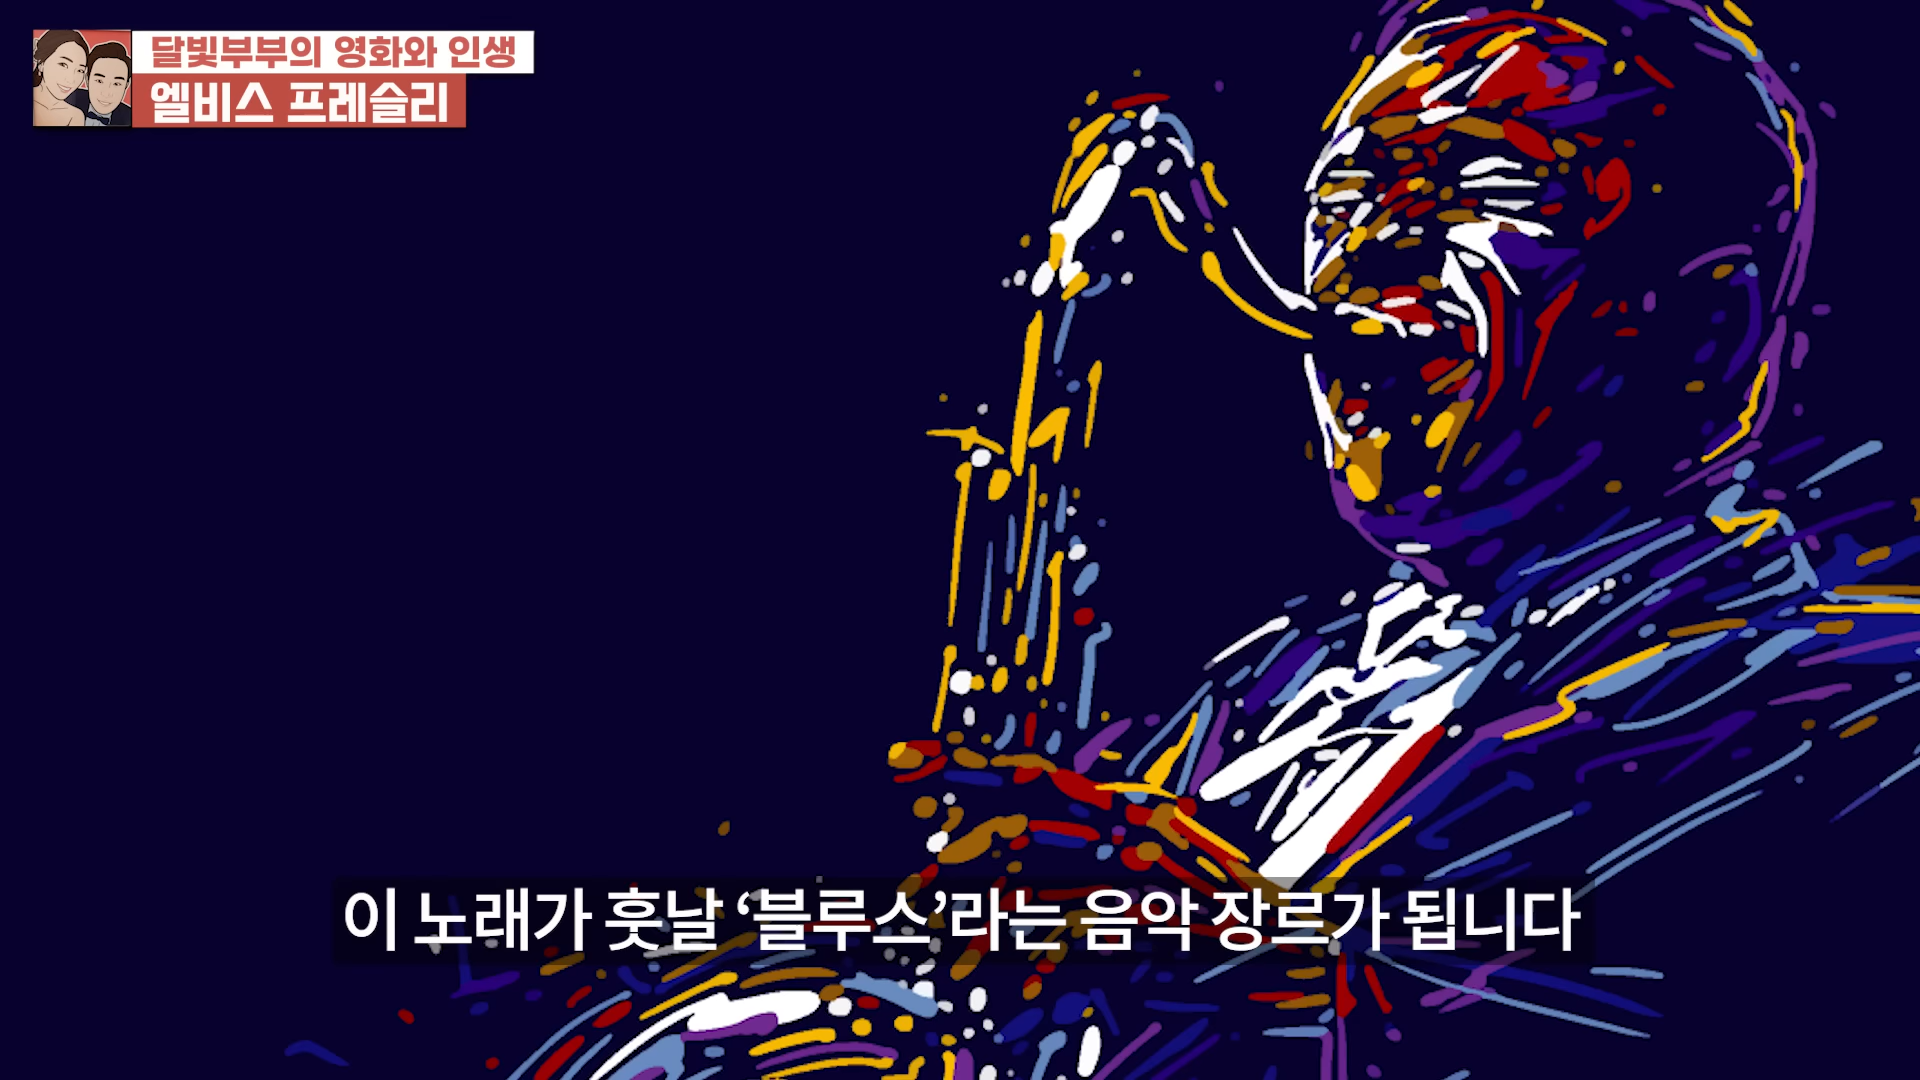 달빛부부의 영화와 인생
엘비스 프레슬리
이 노래가 훗날 ‘블루스’라는 음악 장르가 됩니다